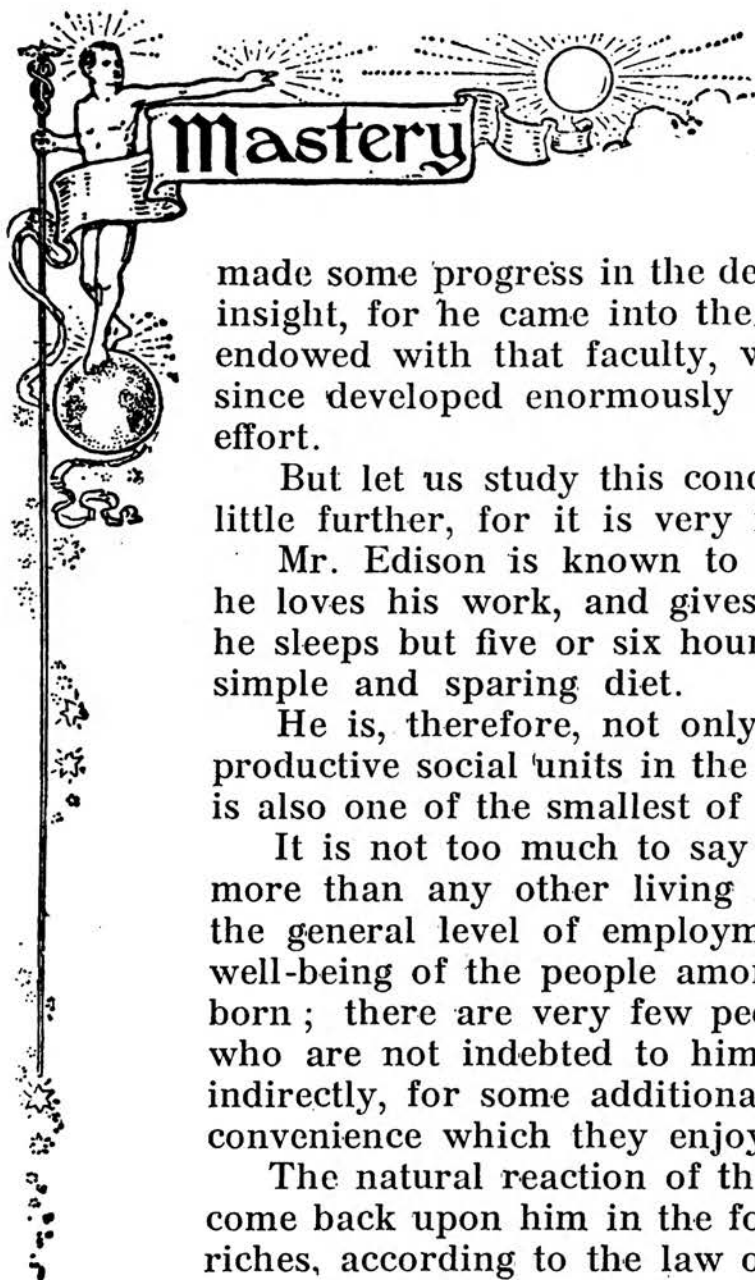 Mastery
made some progress in the de
insight, for he came into the
endowed with that faculty, v
since developed enormously
effort.
But let us study this conc
little further, for it is very
Mr. Edison is known to
he loves his work, and gives
he sleeps but five or six hour
simple and sparing diet.
He is, therefore, not only
productive social units in the
is also one of the smallest of
It is not too much to say
more than any other living
the general level of employm
well-being of the people amon
born ; there are very few peo
who are not indebted to him
indirectly, for some additiona
convenience which they enjoy
The natural reaction of th
come back upon him in the fo
riches, according to the law o